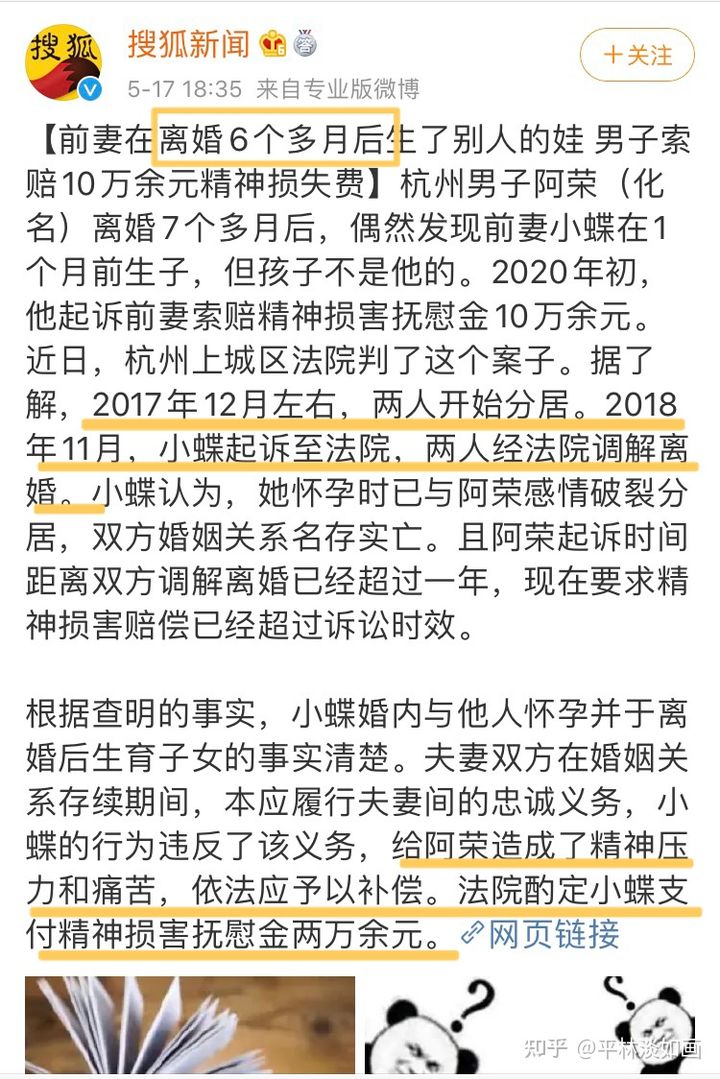 搜狐
搜狐新闻
5-17 18:35 来自专业版微博
+关注
【前妻在离婚6个多月后生了别人的娃 男子索
赔10万余元精神损失费】杭州男子阿荣（化
名）离婚7个多月后，偶然发现前妻小蝶在1
个月前生子，但孩子不是他的。2020年初，
他起诉前妻索赔精神损害抚慰金10万余元。
近日，杭州上城区法院判了这个案子。据了
解，2017年12月左右，两人开始分居。2018
年11月，小蝶起诉至法院，两人经法院调解离
婚。小蝶认为，她怀孕时已与阿荣感情破裂分
居，双方婚姻关系名存实亡。且阿荣起诉时间
距离双方调解离婚已经超过一年，现在要求精
神损害赔偿已经超过诉讼时效。
根据查明的事实，小蝶婚内与他人怀孕并于离
婚后生育子女的事实清楚。夫妻双方在婚姻关
系存续期间，本应履行夫妻间的忠诚义务，小
蝶的行为违反了该义务，给阿荣造成了精神压
力和痛苦，依法应予以补偿。法院酌定小蝶支
付精神损害抚慰金两万余元。网页链接
? ?
知乎 @平林淡如画